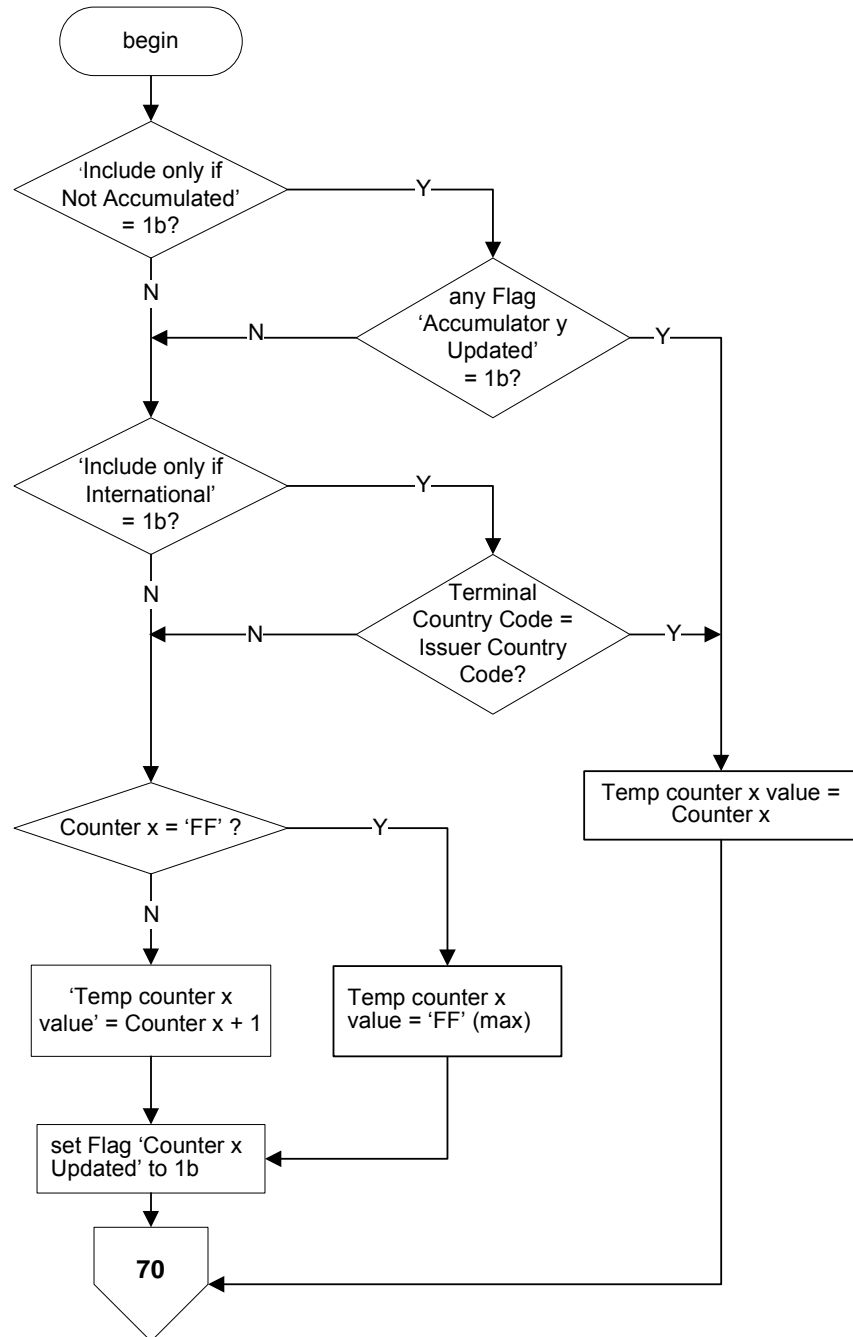 begin
‘Include only if
Not Accumulated’
= 1b?
Y
N
any Flag
‘Accumulator y
Updated’
= 1b?
N
Y
‘Include only if
International’
= 1b?
Y
N
Terminal
Country Code =
Issuer Country
Code?
N
Y
Temp counter x value =
Counter x
Counter x = ‘FF’ ?
Y
N
‘Temp counter x
value’ = Counter x + 1
Temp counter x
value = ‘FF’ (max)
set Flag ‘Counter x
Updated’ to 1b
70